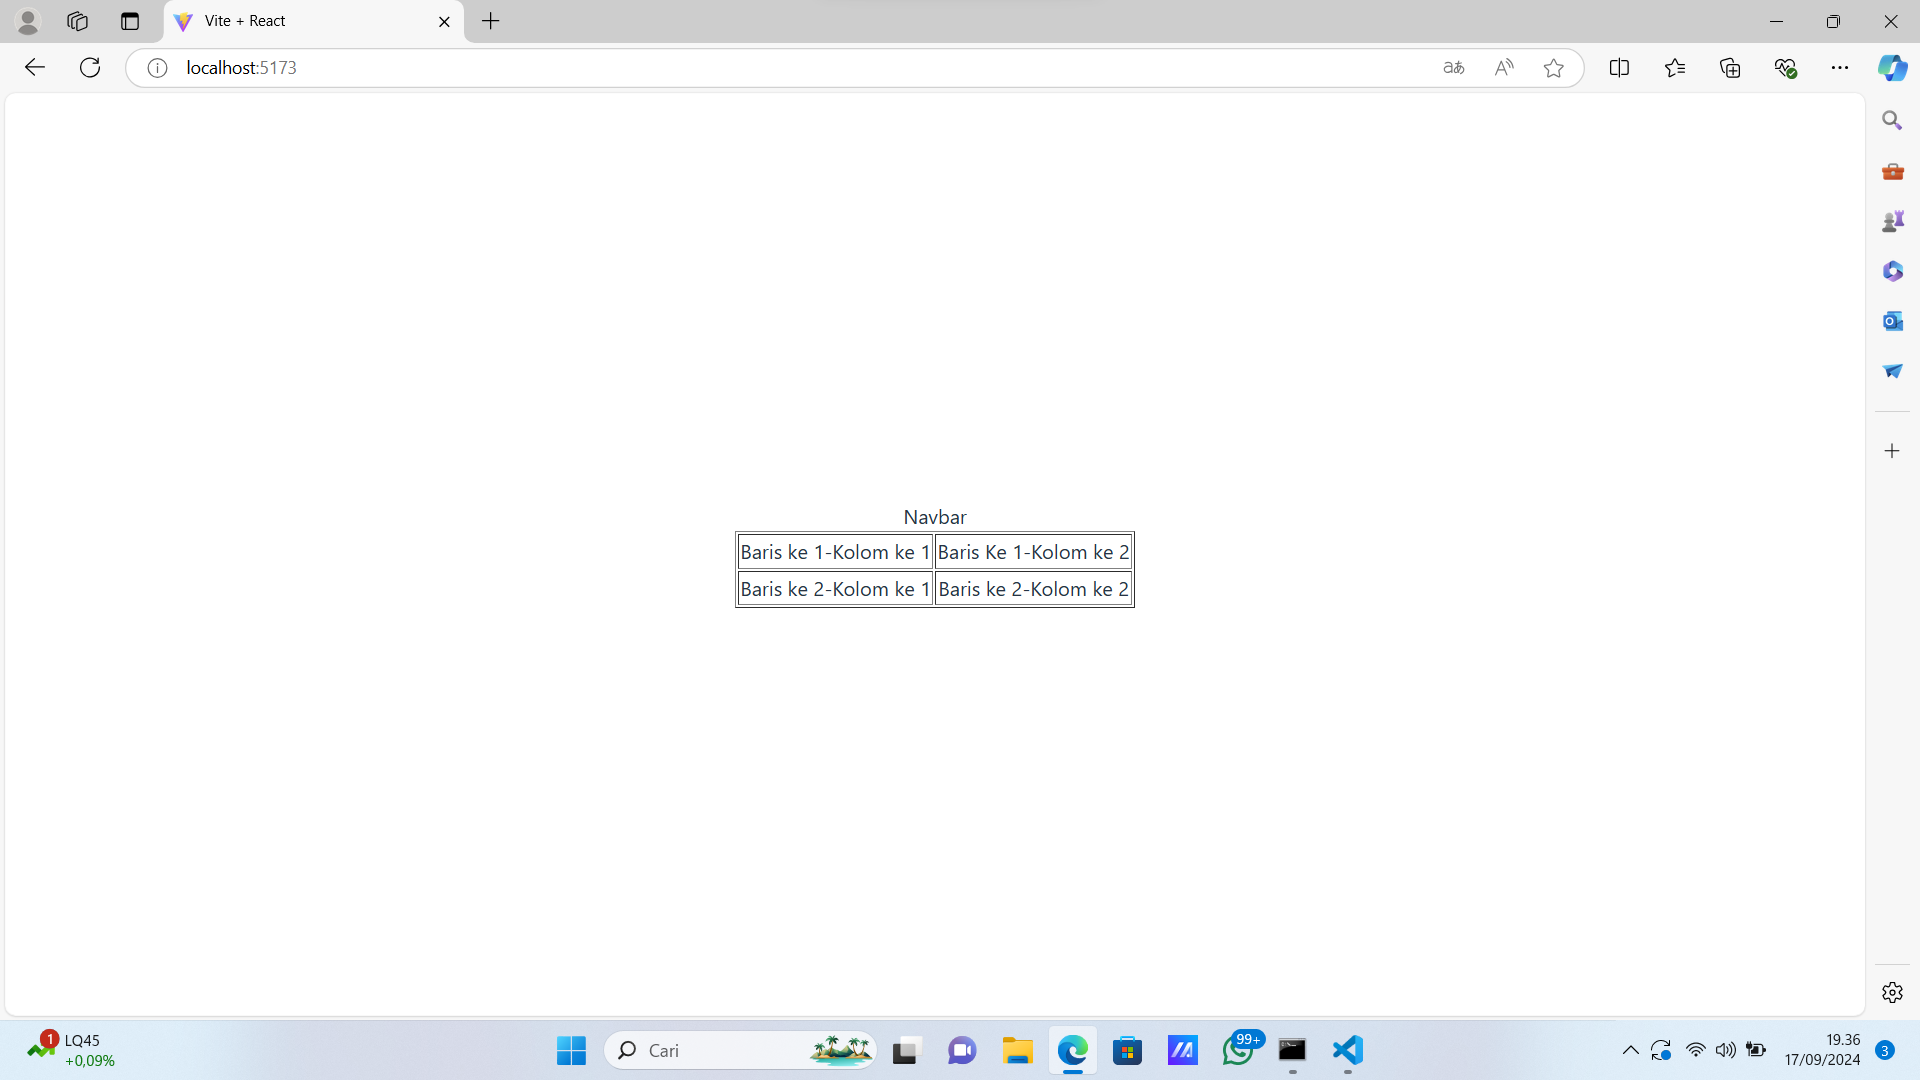 Vite + React
localhost:5173
Navbar
Baris ke 1-Kolom ke 1 Baris Ke 1-Kolom ke 2
Baris ke 2-Kolom ke 1 Baris ke 2-Kolom ke 2
1
LQ45
+0,09%
Cari
99+
19.36
17/09/2024
3